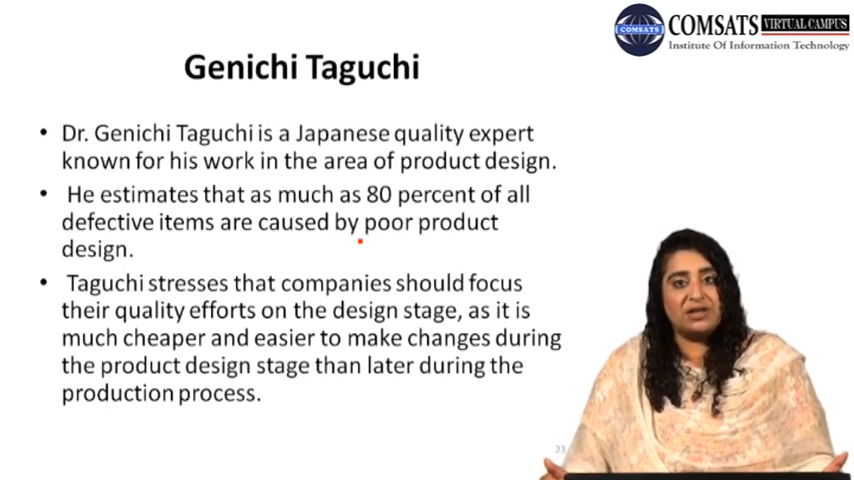 COMSATS VIRTUAL CAMPUS
Institute Of Information Technology
COMSATS
Genichi Taguchi
• Dr. Genichi Taguchi is a Japanese quality expert
known for his work in the area of product design.
• He estimates that as much as 80 percent of all
defective items are caused by poor product
design.
• Taguchi stresses that companies should focus
their quality efforts on the design stage, as it is
much cheaper and easier to make changes during
the product design stage than later during the
production process.
23